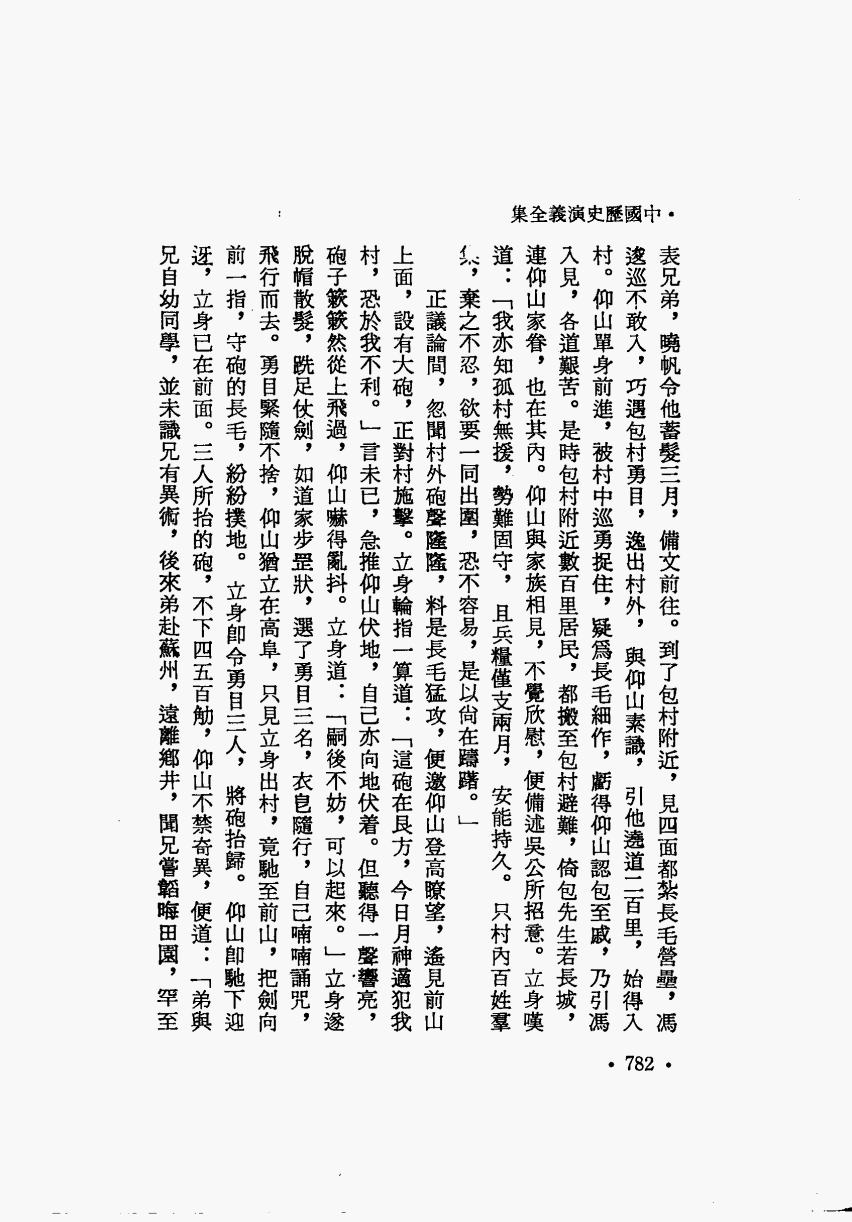 •中國歷史演義全集
表兄弟，曉帆令他蓄髮三月，備文前往。到了包村附近，見四面都紮長毛營壘，馮
逡巡不敢入，巧遇包村勇目，逸出村外，與仰山素識，引他遶道二百里，始得入
村。仰山單身前進，被村中巡勇捉住，疑爲長毛細作，虧得仰山認包至戚，乃引馮
入見，各道艱苦。是時包村附近數百里居民，都搬至包村避難，倚包先生若長城，
連仰山家眷，也在其內。仰山與家族相見，不覺欣慰，便備述吳公所招意。立身嘆
道：「我亦知孤村無援，勢難固守，且兵糧僅支兩月，安能持久。只村內百姓羣
集，棄之不忍，欲要一同出圍，恐不容易，是以尙在躊躇。」
正議論間，忽聞村外砲聲隆隆，料是長毛猛攻，便邀仰山登高瞭望，遙見前山
上面，設有大砲，正對村施擊。立身輪指一算道：「這砲在艮方，今日月神適犯我
村，恐於我不利。」言未已，急推仰山伏地，自己亦向地伏着。但聽得一聲響亮，
砲子簌簌然從上飛過，仰山嚇得亂抖。立身道：「嗣後不妨，可以起來。」立身遂
脫帽散髮，跣足仗劍，如道家步罡狀，選了勇目三名，衣皀隨行，自己喃喃誦咒，
飛行而去。勇目緊隨不捨，仰山猶立在高阜，只見立身出村，竟馳至前山，把劍向
前一指，守砲的長毛，紛紛撲地。立身卽令勇目三人，將砲抬歸。仰山卽馳下迎
迓，立身已在前面。三人所抬的砲，不下四五百觔，仰山不禁奇異，便道：「弟與
兄自幼同學，並未識兄有異術，後來弟赴蘇州，遠離鄉井，聞兄嘗韜晦田園，罕至
• 782 •